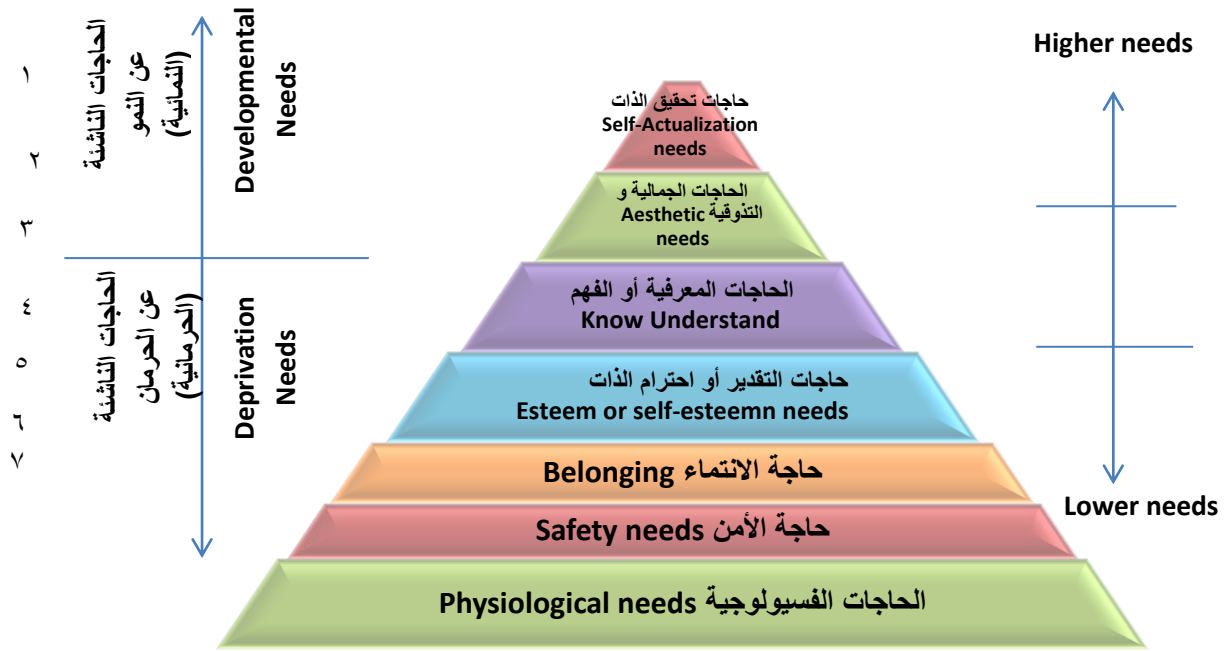 ١
٢
٣
٤
٥
٦
٧
الحاجات الناشئة
عن النمو
(النمائية)
Developmental
Needs
الحاجات الناشئة
عن الحرمان
(الحرمانية)
Deprivation
Needs
حاجات تحقيق الذات
Self-Actualization
needs
الحاجات الجمالية و
التذوقية Aesthetic
needs
الحاجات المعرفية أو الفهم
Know Understand
حاجات التقدير أو احترام الذات
Esteem or self-esteemn needs
حاجة الانتماء Belonging
حاجة الأمن Safety needs
الحاجات الفسيولوجية Physiological needs
Higher needs
Lower needs